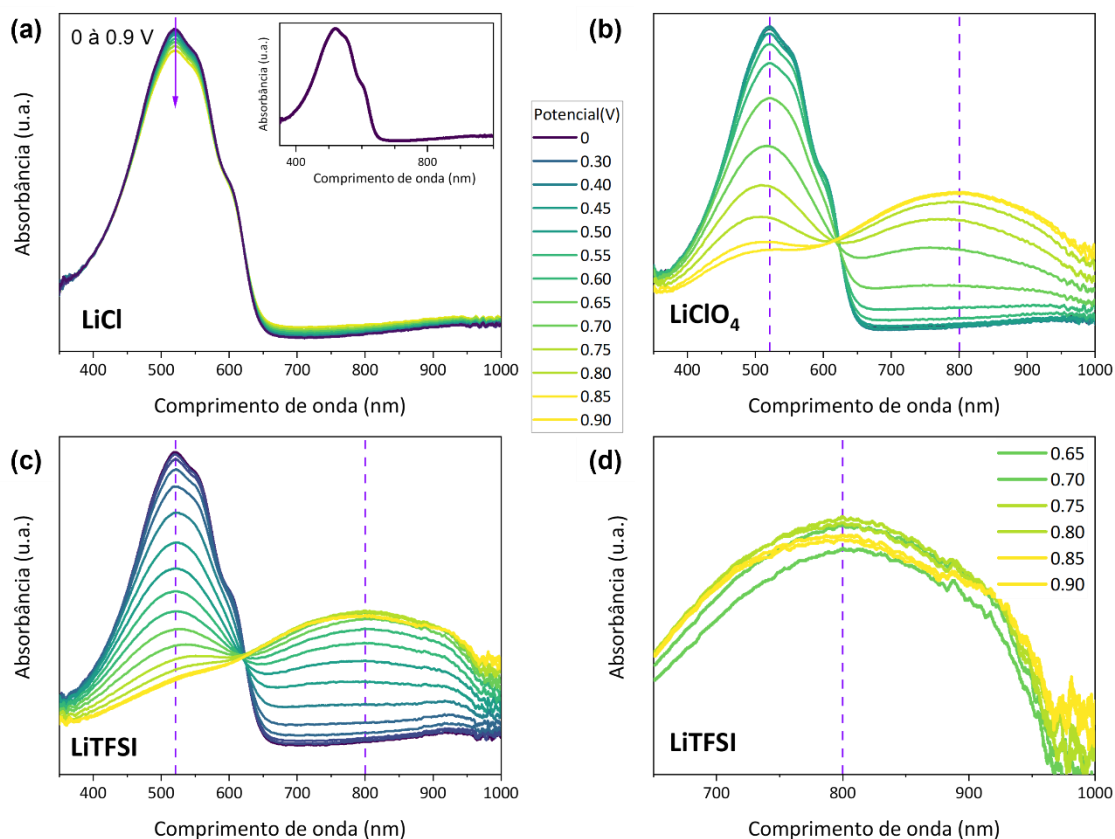 (a)
0 à 0.9 V
Absorbância (u.a.)
400
800
Comprimento de onda (nm)
Absorbância (u.a.)
LiCl
400
500
600
700
800
900
1000
Comprimento de onda (nm)
Potencial(V)
0
0.30
0.40
0.45
0.50
0.55
0.60
0.65
0.70
0.75
0.80
0.85
0.90
(b)
Absorbância (u.a.)
LiClO4
400
500
600
700
800
900
1000
Comprimento de onda (nm)
(c)
Absorbância (u.a.)
LiTFSI
400
500
600
700
800
900
1000
Comprimento de onda (nm)
(d)
0.65
0.70
0.75
0.80
0.85
0.90
Absorbância (u.a.)
LiTFSI
700
800
900
1000
Comprimento de onda (nm)